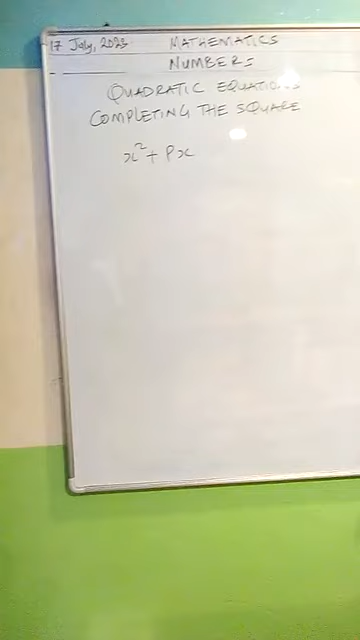 17 July, 2023 MATHEMATICS
NUMBERS
QUADRATIC EQUATIONS
COMPLETING THE SQUARE
x² + Px